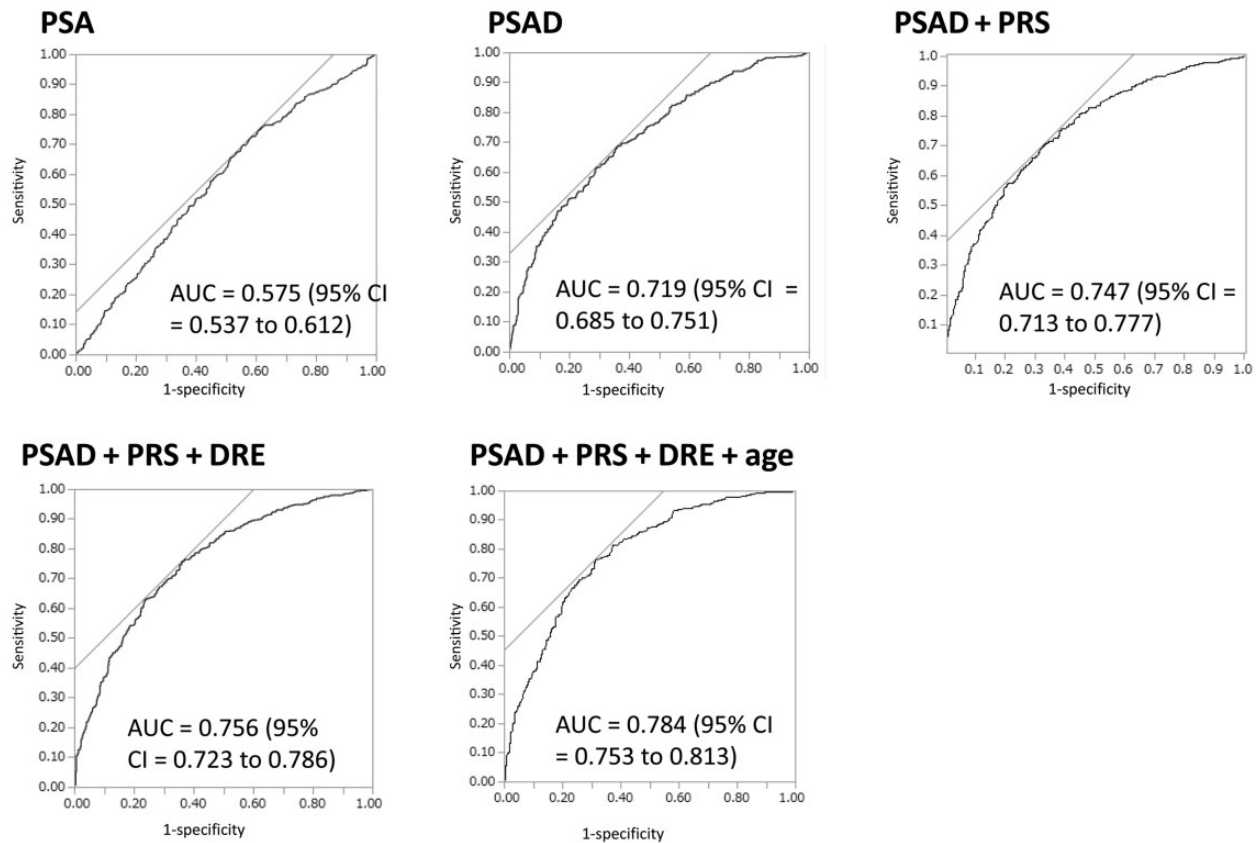 PSA
1.00
0.90
0.80
0.70
0.60
0.50
0.40
0.30
0.20
0.10
0.00
Sensitivity
0.00 0.20 0.40 0.60 0.80 1.00
1-specificity
AUC = 0.575 (95% CI
= 0.537 to 0.612)
PSAD
1.00
0.90
0.80
0.70
0.60
0.50
0.40
0.30
0.20
0.10
0.00
Sensitivity
0.00 0.20 0.40 0.60 0.80 1.00
1-specificity
AUC = 0.719 (95% CI =
0.685 to 0.751)
PSAD + PRS
1.0
0.9
0.8
0.7
0.6
0.5
0.4
0.3
0.2
0.1
Sensitivity
0.1 0.2 0.3 0.4 0.5 0.6 0.7 0.8 0.9 1.0
1-specificity
AUC = 0.747 (95% CI =
0.713 to 0.777)
PSAD + PRS + DRE
1.00
0.90
0.80
0.70
0.60
0.50
0.40
0.30
0.20
0.10
0.00
Sensitivity
0.00 0.20 0.40 0.60 0.80 1.00
1-specificity
AUC = 0.756 (95%
CI = 0.723 to 0.786)
PSAD + PRS + DRE + age
1.00
0.90
0.80
0.70
0.60
0.50
0.40
0.30
0.20
0.10
0.00
Sensitivity
0.00 0.20 0.40 0.60 0.80 1.00
1-specificity
AUC = 0.784 (95% CI
= 0.753 to 0.813)